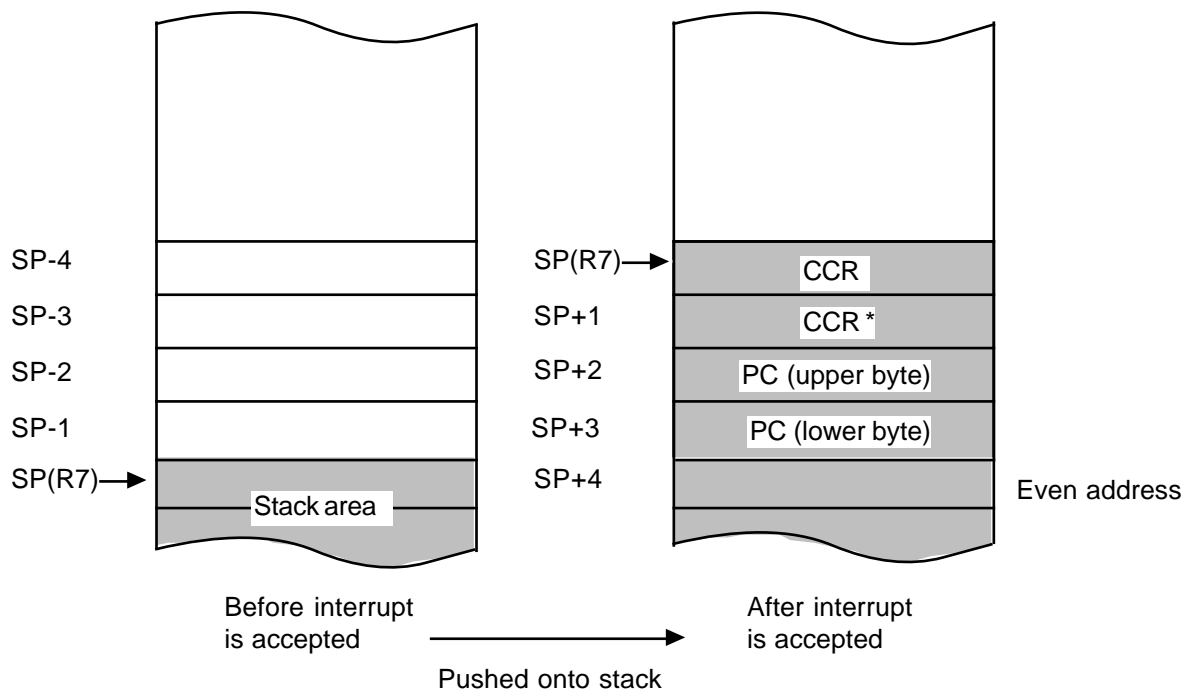 SP-4
SP-3
SP-2
SP-1
SP(R7)
Stack area
SP(R7)
SP+1
SP+2
SP+3
SP+4
CCR
CCR *
PC (upper byte)
PC (lower byte)
Even address
Before interrupt
is accepted
After interrupt
is accepted
Pushed onto stack